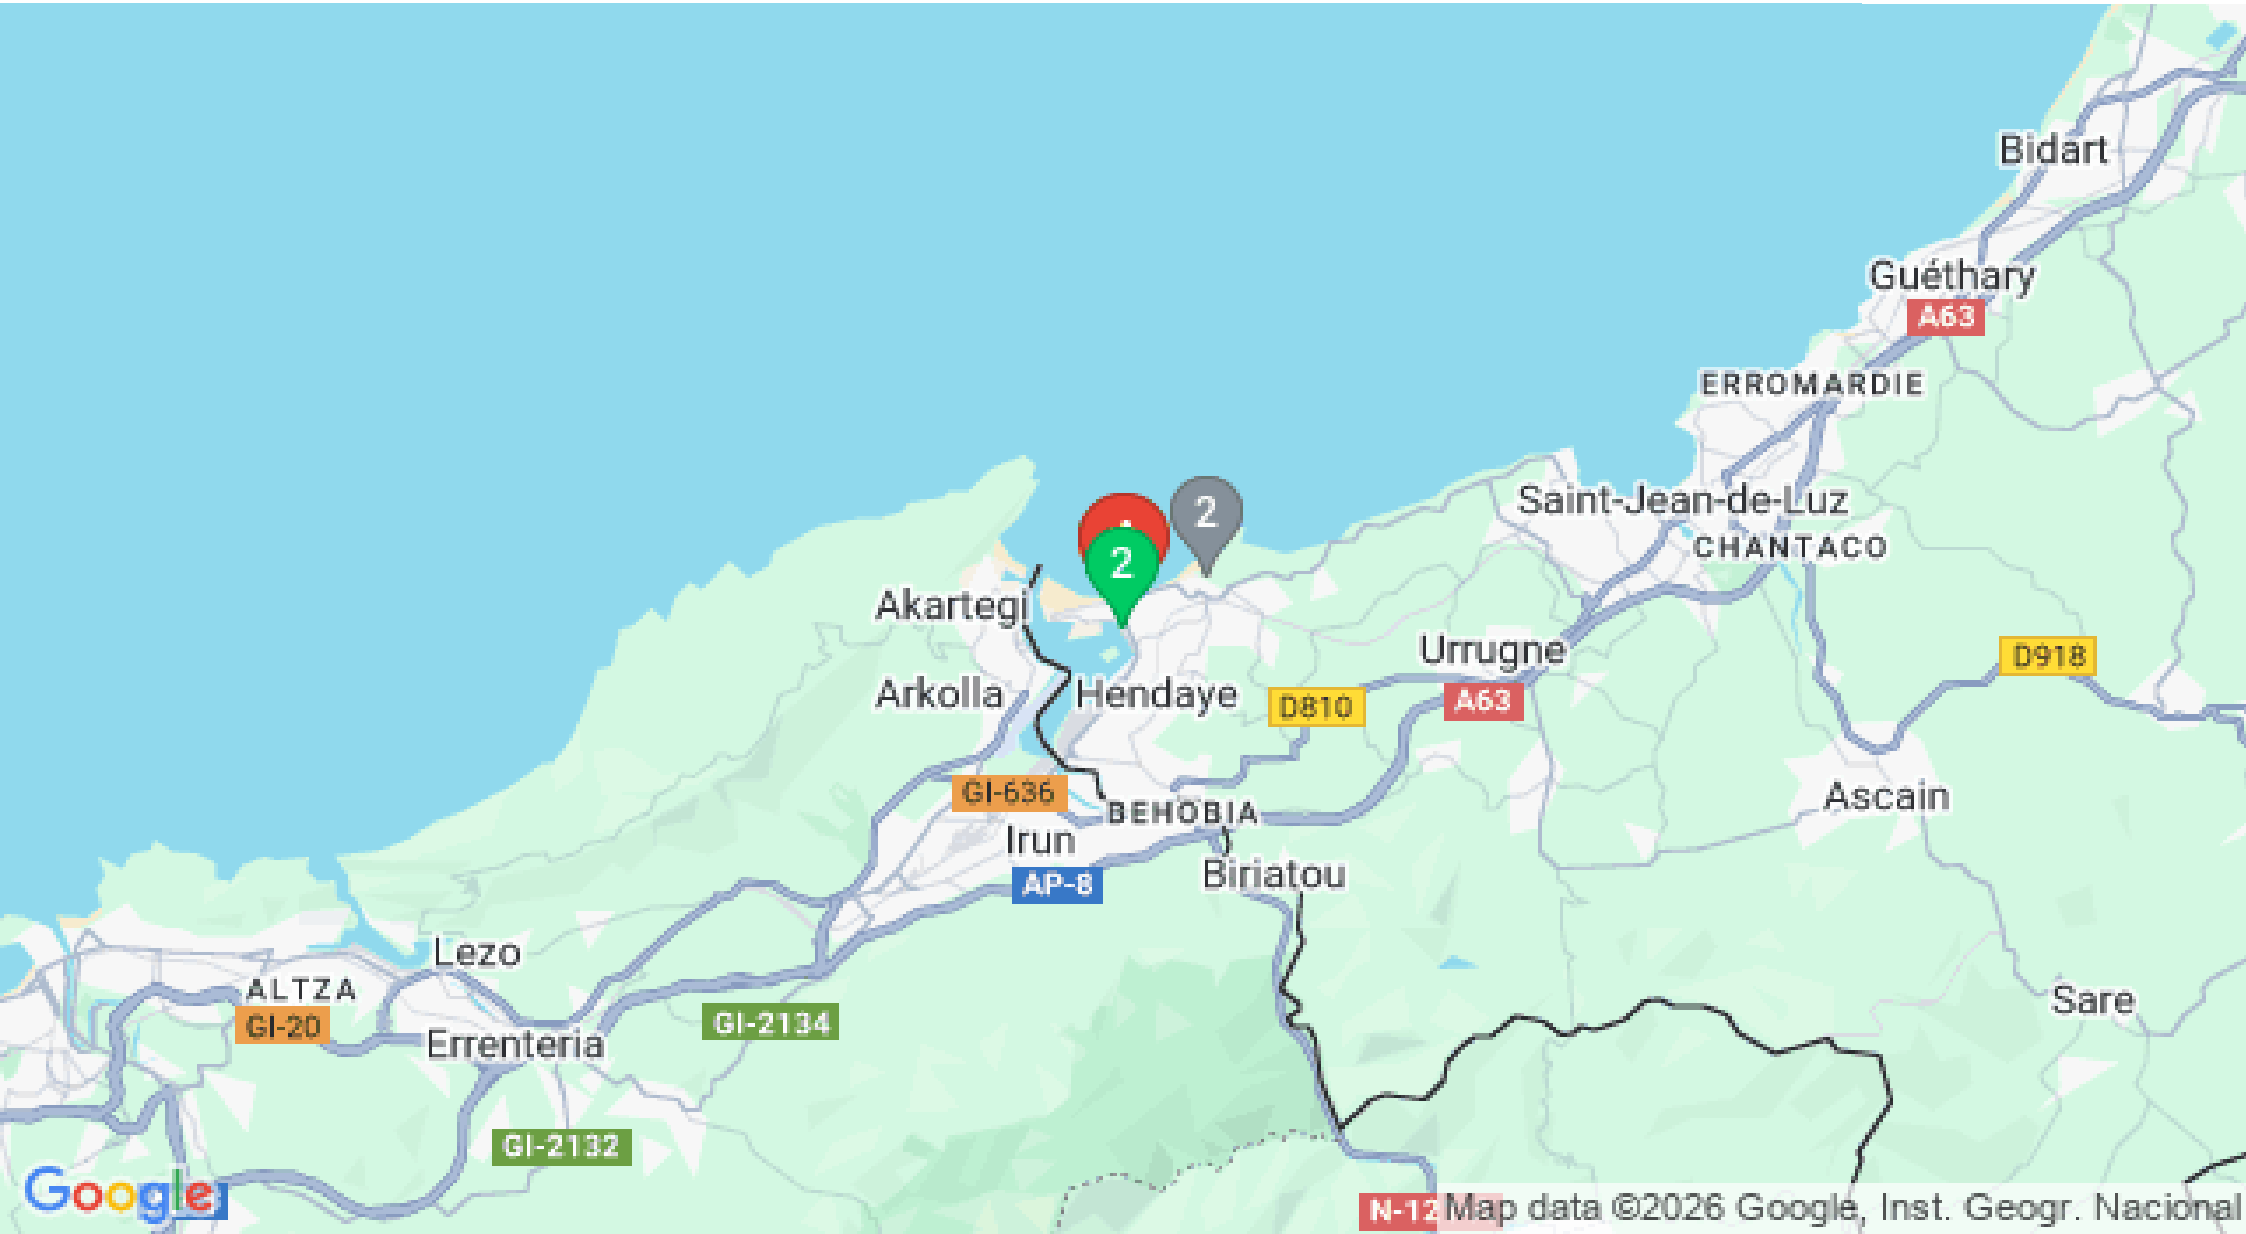 Bidart
Guéthary
A63
ERROMARDIE
2
Saint-Jean-de-Luz
CHANTACO
2
Akartegi
Urrugne
D918
Arkolla
Hendaye
D810
A63
GI-636
BEHOBIA
Ascain
Irun
AP-8
Biriatou
Lezo
ALTZA
GI-20
GI-2134
Sare
Errenteria
GI-2132
Google
N-12
Map data ©2026 Google, Inst. Geogr. Nacional